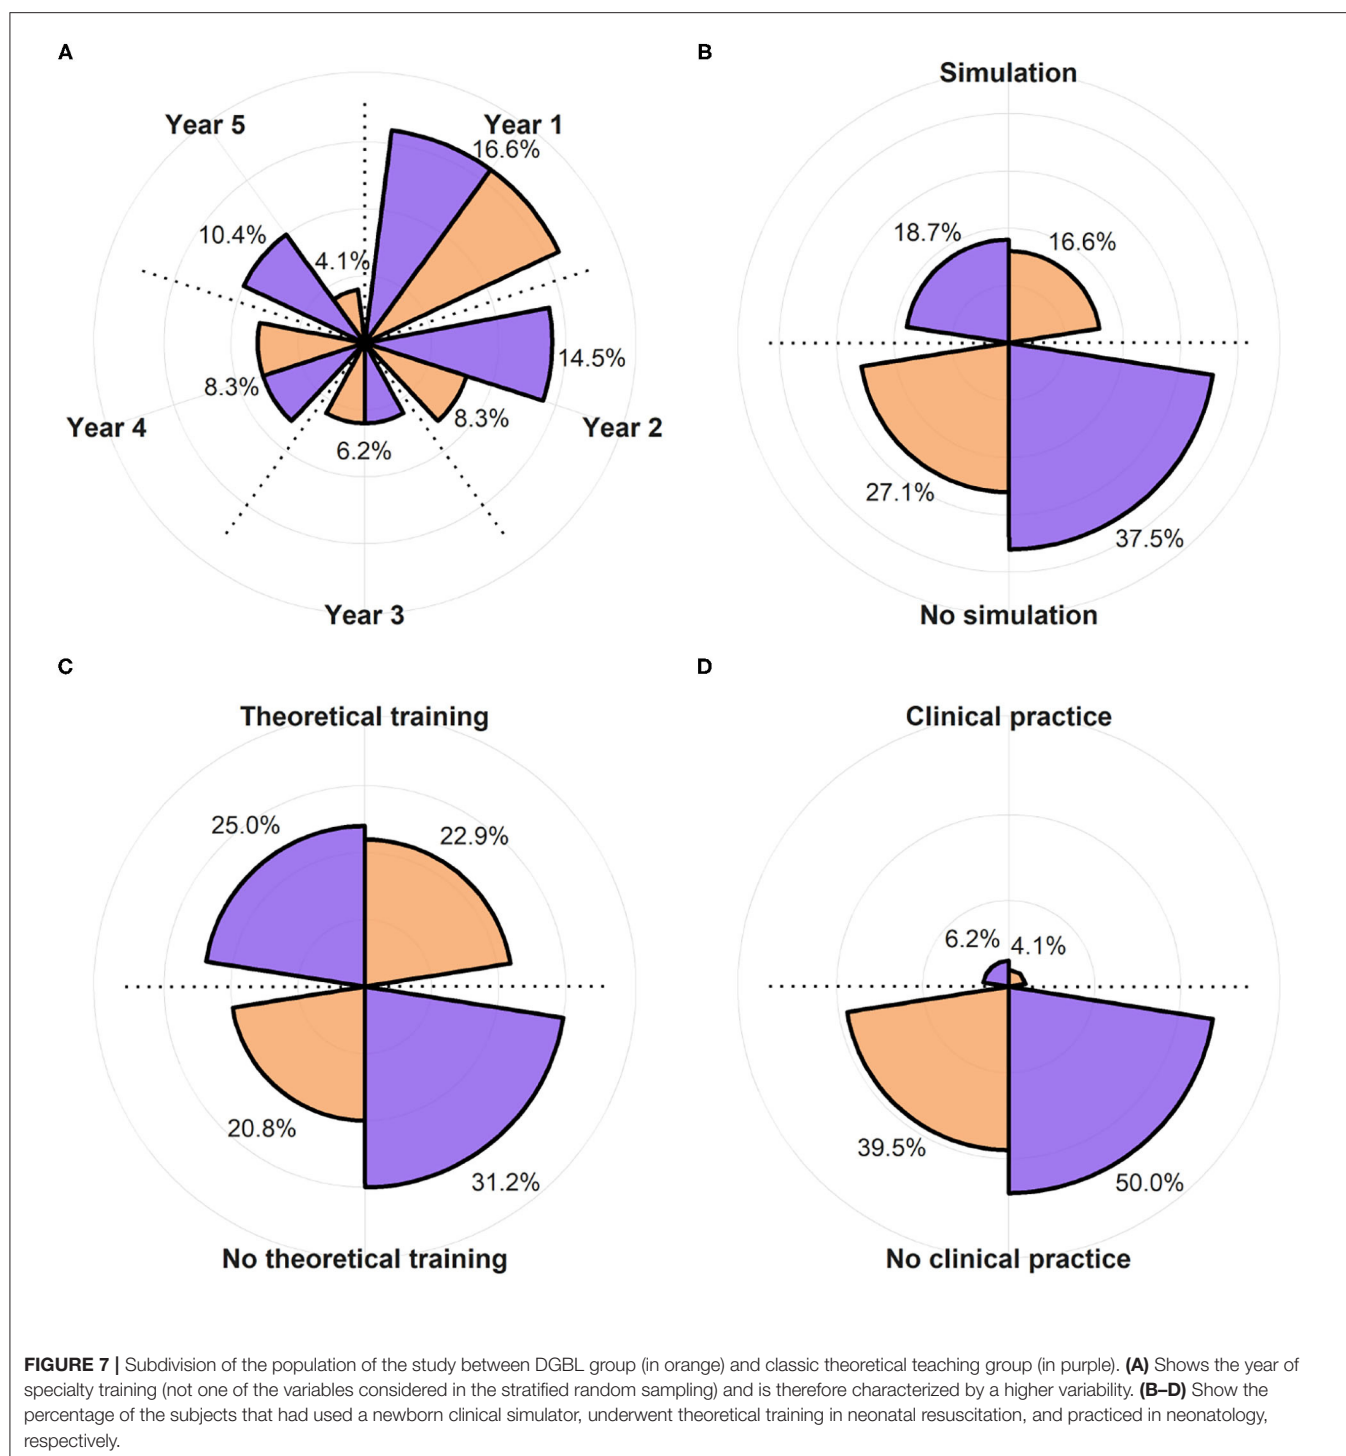 A
Year 5
Year 1
16.6%
10.4%
4.1%
14.5%
8.3%
8.3%
Year 4
Year 2
6.2%
Year 3
B
Simulation
18.7%
16.6%
27.1%
37.5%
No simulation
C
Theoretical training
25.0%
22.9%
20.8%
31.2%
No theoretical training
D
Clinical practice
6.2%
4.1%
39.5%
50.0%
No clinical practice
FIGURE 7 | Subdivision of the population of the study between DGBL group (in orange) and classic theoretical teaching group (in purple). (A) Shows the year of
specialty training (not one of the variables considered in the stratified random sampling) and is therefore characterized by a higher variability. (B–D) Show the
percentage of the subjects that had used a newborn clinical simulator, underwent theoretical training in neonatal resuscitation, and practiced in neonatology,
respectively.